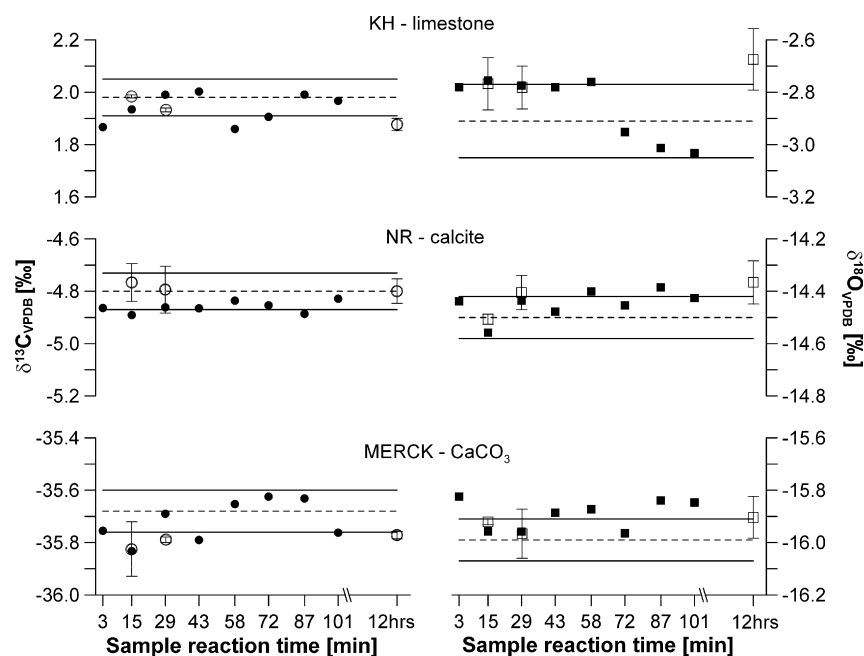 KH - limestone
2.2
2.0
1.8
1.6
-2.6
-2.8
-3.0
-3.2
NR - calcite
-4.6
-4.8
-5.0
-5.2
-14.2
-14.4
-14.6
-14.8
δ¹³C_VPDB [‰]
δ¹⁸O_VPDB [‰]
MERCK - CaCO₃
-35.4
-35.6
-35.8
-36.0
-15.6
-15.8
-16.0
-16.2
3 15 29 43 58 72 87 101 12hrs
3 15 29 43 58 72 87 101 12hrs
Sample reaction time [min]
Sample reaction time [min]